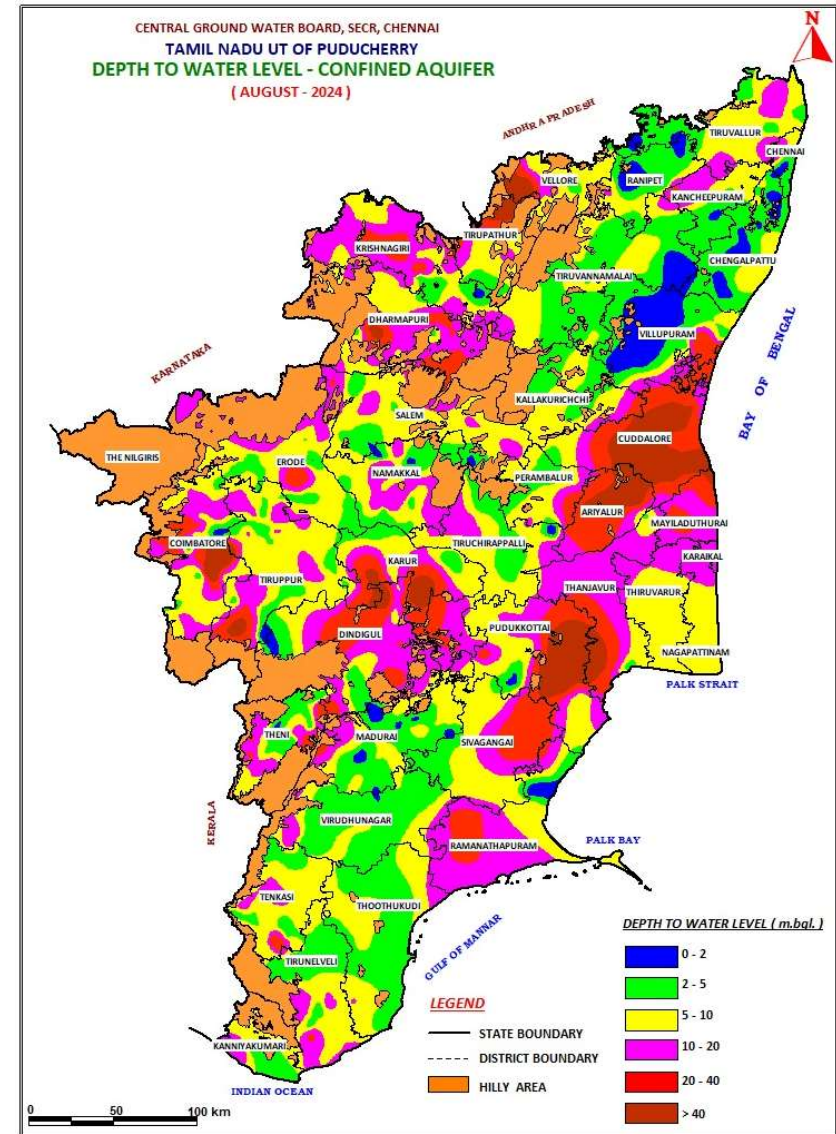 CENTRAL GROUND WATER BOARD, SECR, CHENNAI
TAMIL NADU UT OF PUDUCHERRY
DEPTH TO WATER LEVEL - CONFINED AQUIFER
( AUGUST - 2024 )
N
ANDHRA PRADESH
TIRUVALLUR
CHENNAI
VELLORE
RANIPET
KANCHEEPURAM
TIRUPATHUR
KRISHNAGIRI
CHENGALPATTU
TIRUVANNAMALAI
DHARMAPURI
VILLUPURAM
KARNATAKA
BAY OF BENGAL
KALLAKURICHCHI
SALEM
CUDDALORE
THE NILGIRIS
ERODE
NAMAKKAL
PERAMBALUR
ARIYALUR
MAYILADUTHURAI
COIMBATORE
TIRUCHIRAPPALLI
KARAIKAL
KARUR
TIRUPPUR
THANJAVUR
THIRUVARUR
DINDIGUL
PUDUKKOTTAI
NAGAPATTINAM
PALK STRAIT
THENI
MADURAI
SIVAGANGAI
KERALA
VIRUDHUNAGAR
RAMANATHAPURAM
PALK BAY
TENKASI
THOOTHUKUDI
GULF OF MANNAR
TIRUNELVELI
KANNIYAKUMARI
INDIAN OCEAN
DEPTH TO WATER LEVEL ( m.bgl. )
0 - 2
2 - 5
5 - 10
10 - 20
20 - 40
> 40
LEGEND
STATE BOUNDARY
DISTRICT BOUNDARY
HILLY AREA
0 50 100 km